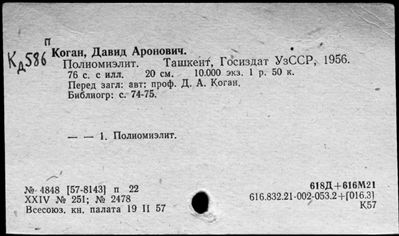 п
Кд586
Коган, Давид Аронович.
Полиомиэлит. Ташкент, Госиздат УзССР, 1956.
76 с. с илл. 20 см. 10.000 экз. 1 р. 50 к.
Перед загл: авт: проф. Д. А. Коган.
Библиогр: с. 74-75.
— — 1. Полиомиэлит.
№ 4848 [57-8143] п 22
XXIV № 251; № 2478
Всесоюз. кн. палата 19 II 57
618Д+616М21
616.832.21-002-053.2+[016.3]
К57